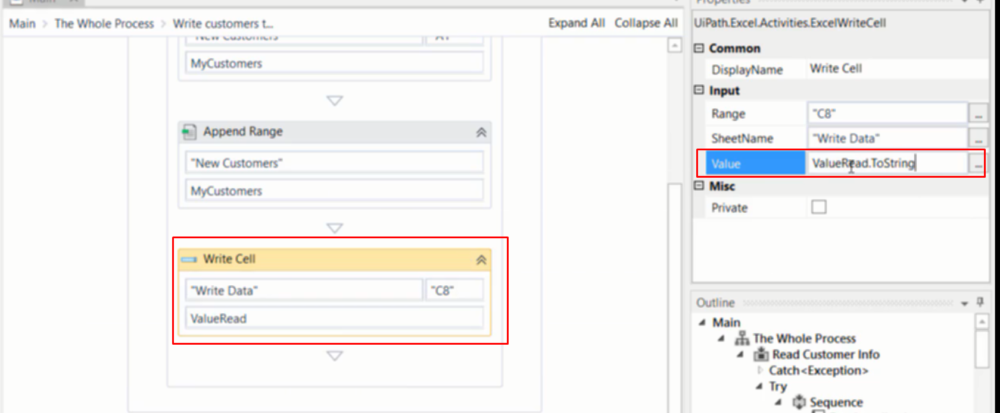 Main
Main > The Whole Process > Write customers t...
Expand All Collapse All
"New Customers" "A1"
MyCustomers
Append Range
"New Customers"
MyCustomers
Write Cell
"Write Data" "C8"
ValueRead
Properties
UiPath.Excel.Activities.ExcelWriteCell
Common
DisplayName Write Cell
Input
Range "C8" ...
SheetName "Write Data" ...
Value ValueRead.ToString ...
Misc
Private
Outline
Main
The Whole Process
Read Customer Info
Catch<Exception>
Try
Sequence